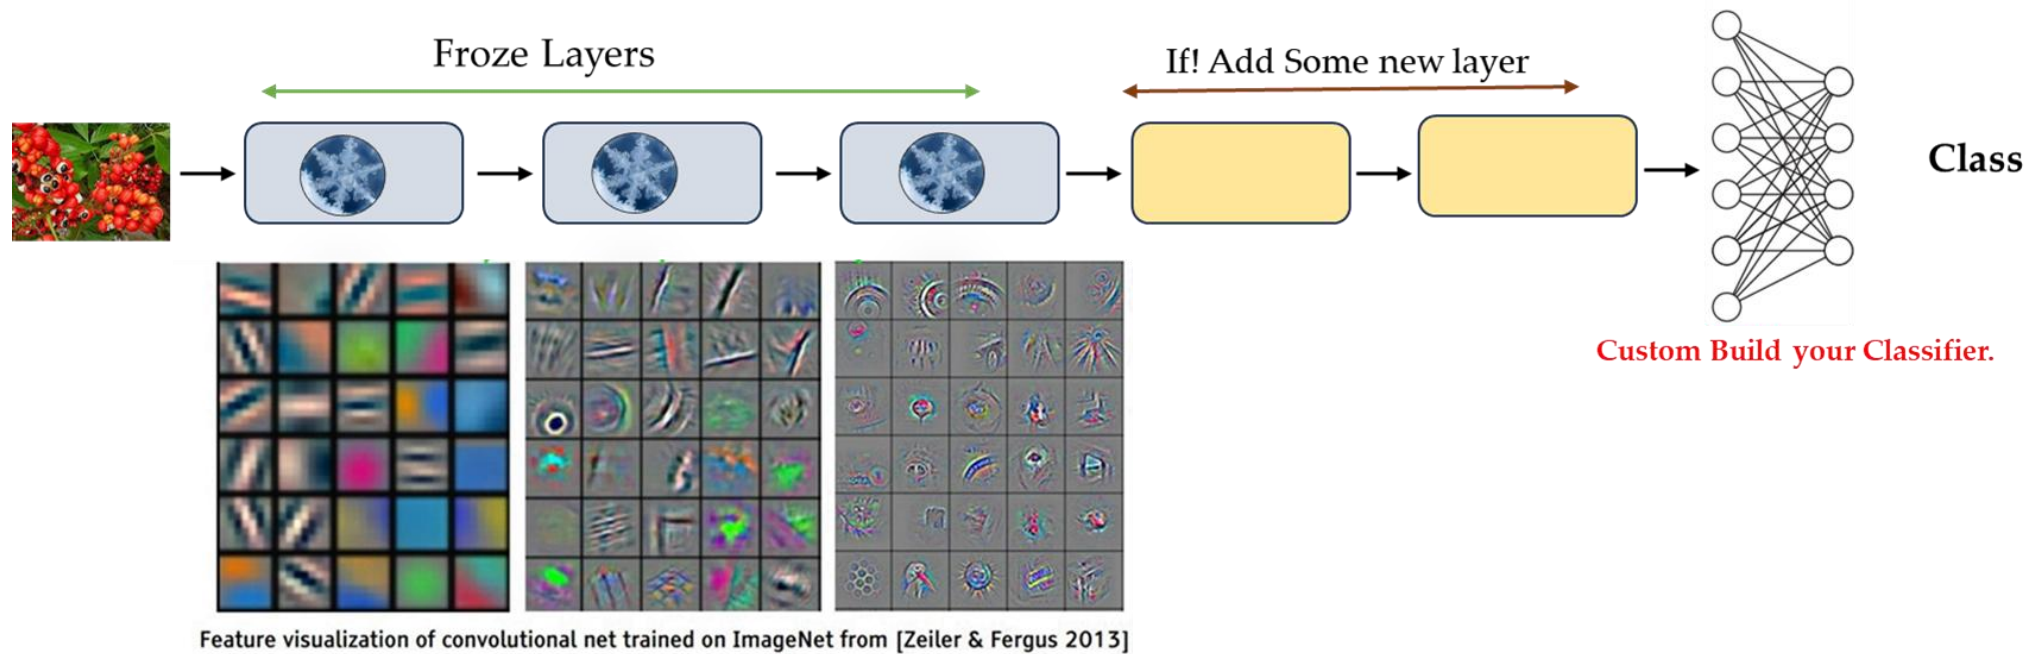 Froze Layers
If! Add Some new layer
Class
Custom Build your Classifier.
Feature visualization of convolutional net trained on ImageNet from [Zeiler & Fergus 2013]